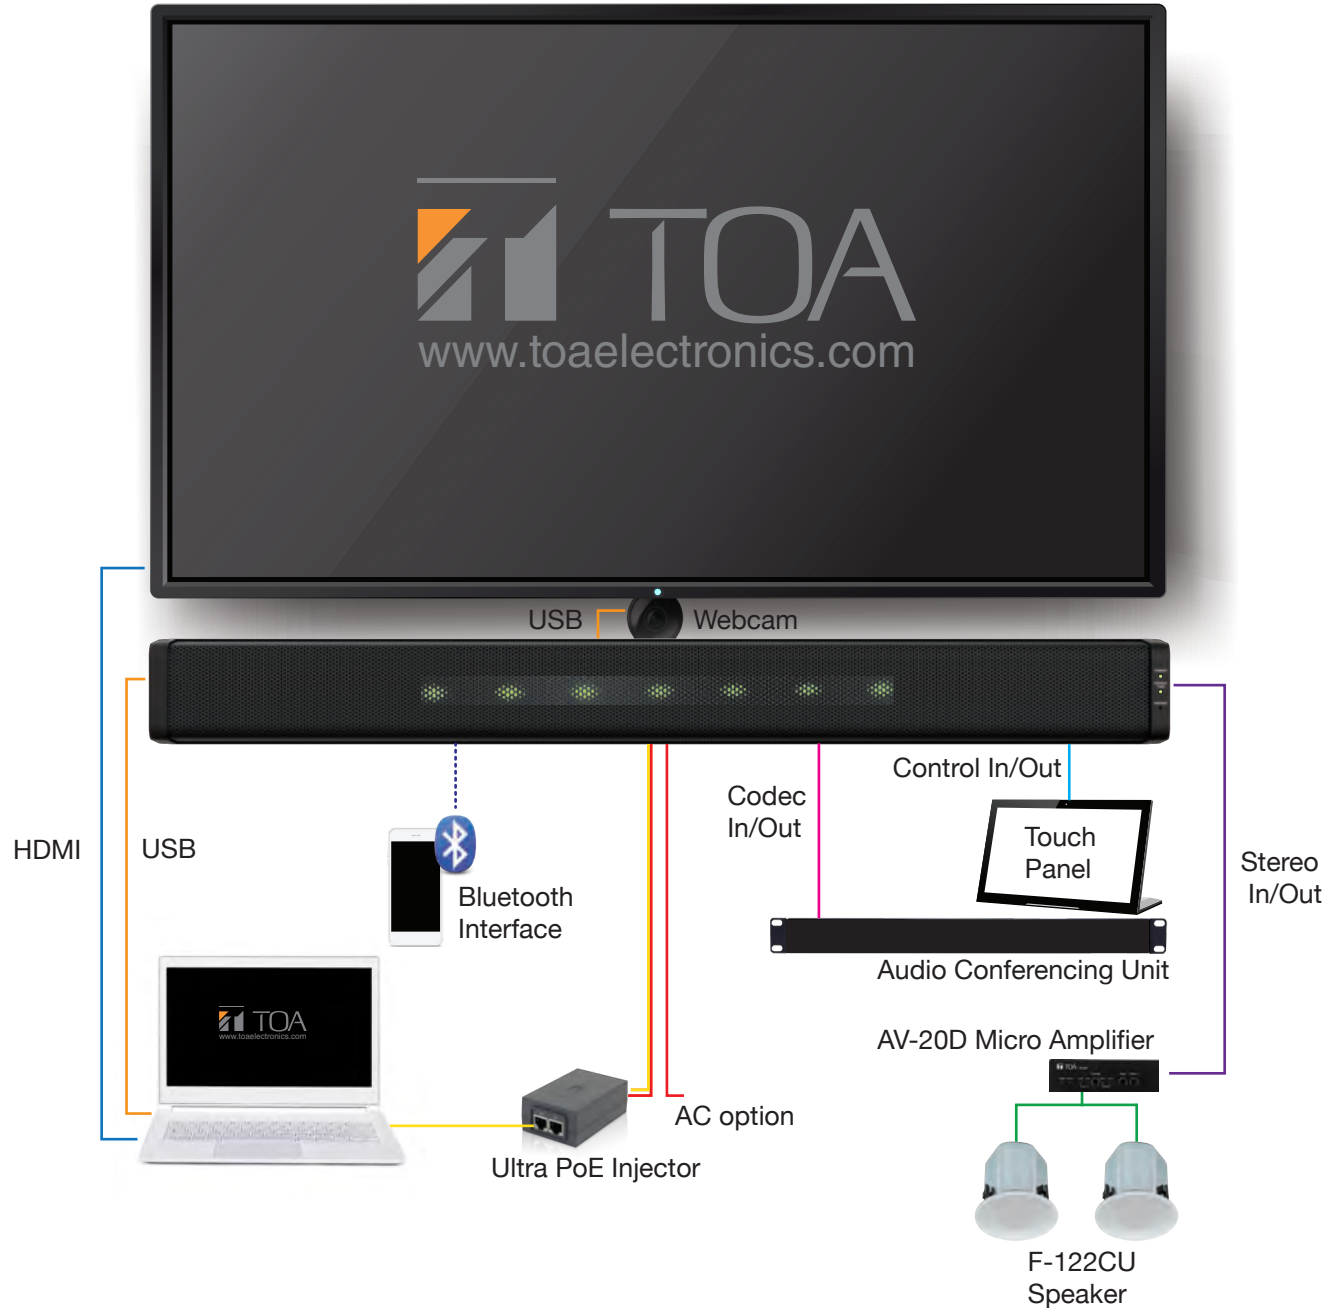 TOA
www.toaelectronics.com
USB
Webcam
Control In/Out
Codec
In/Out
Touch
Panel
HDMI
USB
Stereo
In/Out
Bluetooth
Interface
Audio Conferencing Unit
TOA
www.toaelectronics.com
AV-20D Micro Amplifier
TOA
AC option
Ultra PoE Injector
F-122CU
Speaker